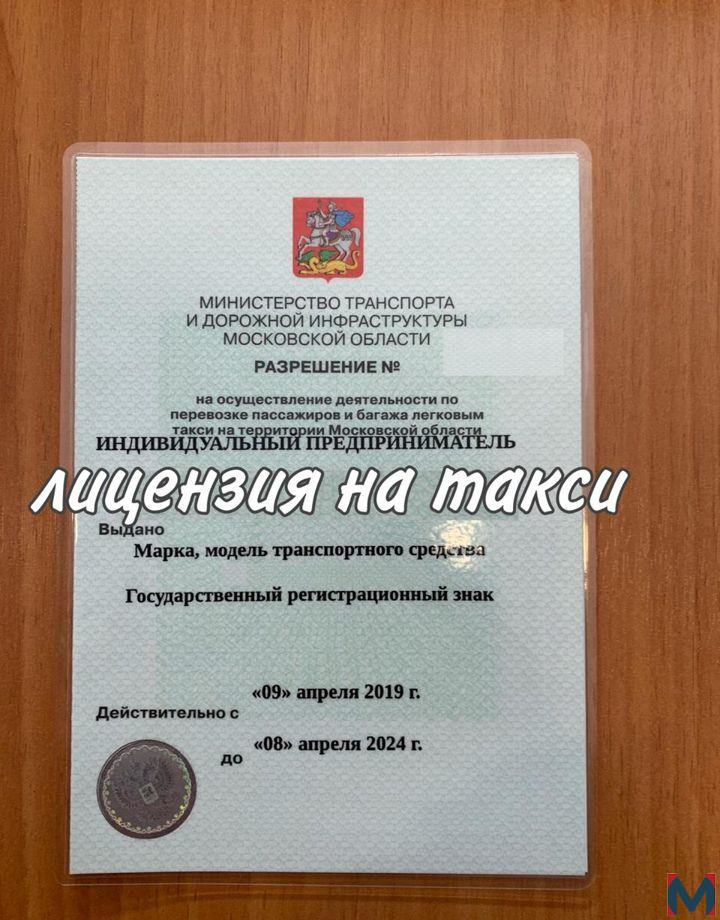 МИНИСТЕРСТВО ТРАНСПОРТА
И ДОРОЖНОЙ ИНФРАСТРУКТУРЫ
МОСКОВСКОЙ ОБЛАСТИ
РАЗРЕШЕНИЕ №
на осуществление деятельности по
перевозке пассажиров и багажа легковым
такси на территории Московской области
ИНДИВИДУАЛЬНЫЙ ПРЕДПРИНИМАТЕЛЬ
лицензия на такси
Выдано
Марка, модель транспортного средства
Государственный регистрационный знак
«09» апреля 2019 г.
Действительно с
«08» апреля 2024 г.
до
М